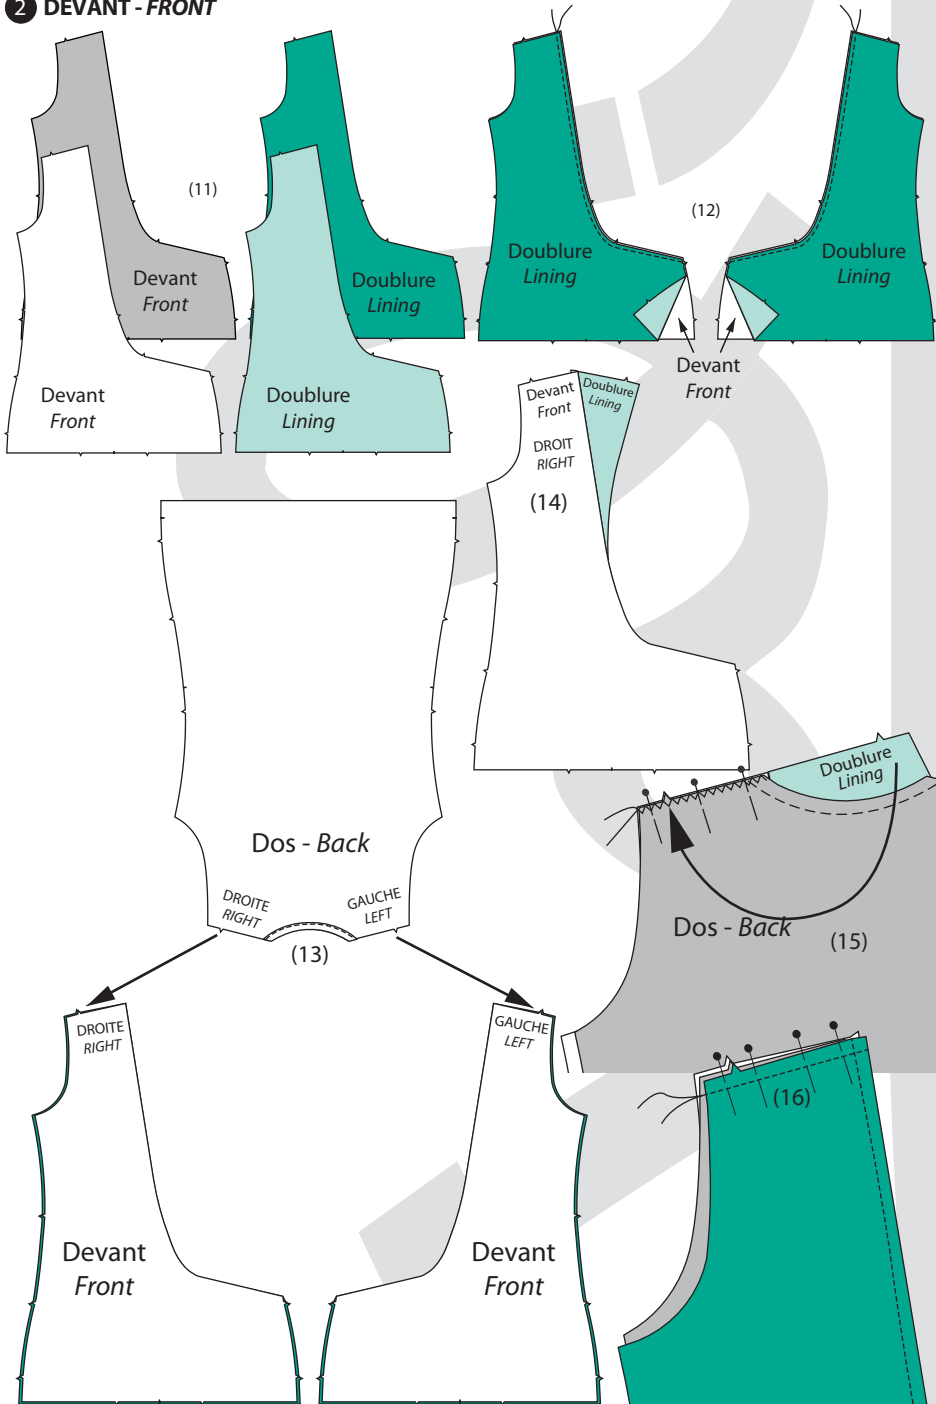 2 DEVANT - FRONT
(11)
Devant
Front
Devant
Front
Doublure
Lining
Doublure
Lining
(12)
Doublure
Lining
Doublure
Lining
Devant
Front
Devant
Front
Doublure
Lining
DROIT
RIGHT
(14)
Dos - Back
DROITE
RIGHT
GAUCHE
LEFT
(13)
Doublure
Lining
Dos - Back
(15)
DROITE
RIGHT
GAUCHE
LEFT
Devant
Front
Devant
Front
(16)